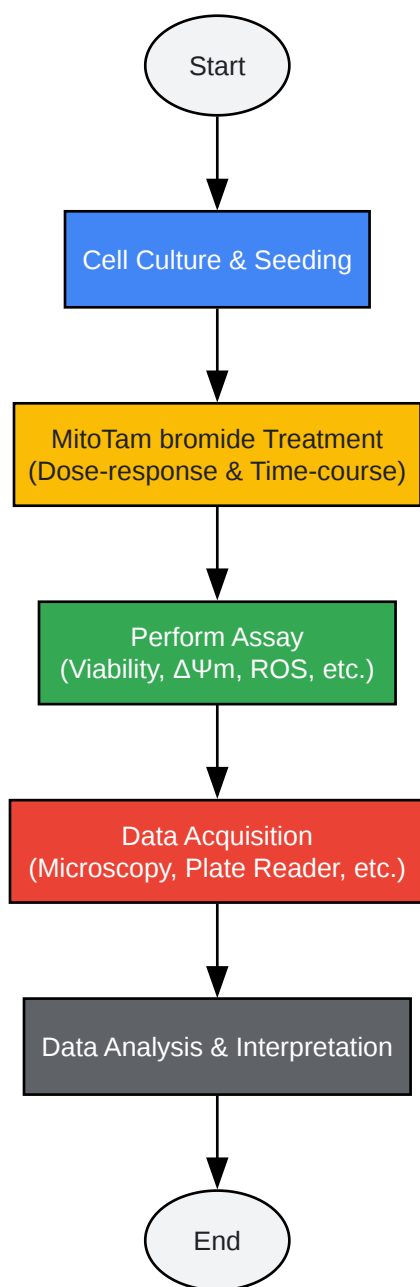 Start
Cell Culture & Seeding
MitoTam bromide Treatment
(Dose-response & Time-course)
Perform Assay
(Viability, ΔΨm, ROS, etc.)
Data Acquisition
(Microscopy, Plate Reader, etc.)
Data Analysis & Interpretation
End